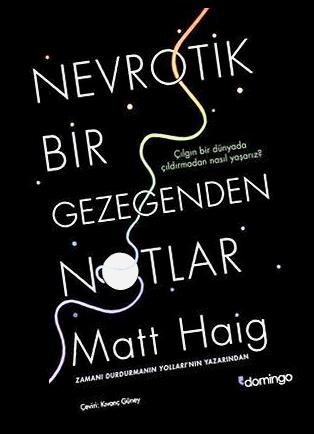 NEVROTİK
BİR
Çılgın bir dünyada
çıldırmadan nasıl yaşarız?
GEZEGENDEN
NOTLAR
Matt Haig
ZAMANI DURDURMANIN YOLLARI'NIN YAZARINDAN
domingo
Çeviri: Kıvanç Güney